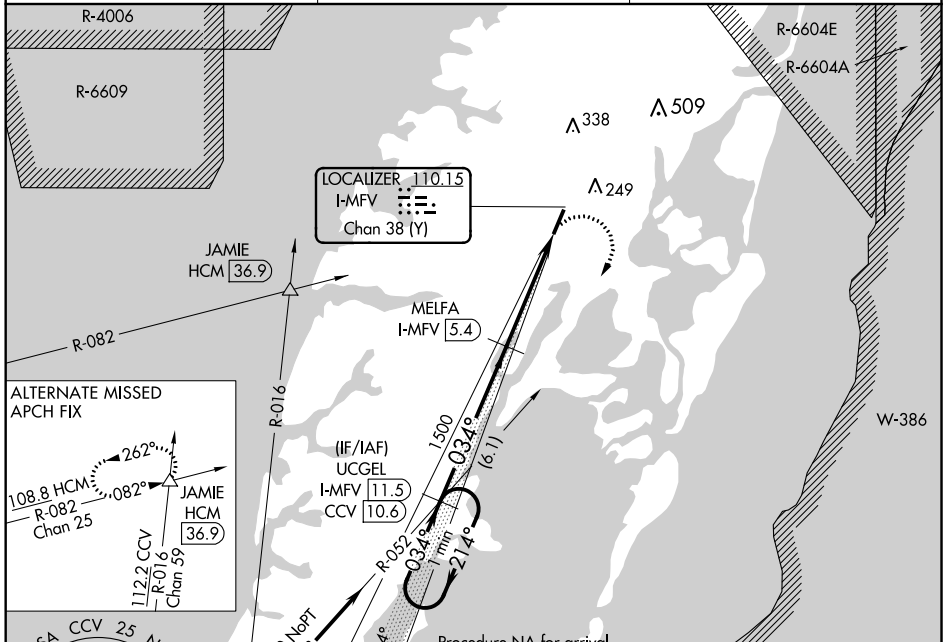 R-4006
R-6609
R-6604E
R-6604A
338
509
249
LOCALIZER 110.15
I-MFV
Chan 38 (Y)
JAMIE
HCM 36.9
R-082
MELFA
I-MFV 5.4
R-016
W-386
ALTERNATE MISSED
APCH FIX
262°
108.8 HCM
R-082
082°
Chan 25
JAMIE
HCM
36.9
112.2 CCV
R-016
Chan 59
1500
034°
(6.1)
(IF/IAF)
UCGEL
I-MFV 11.5
CCV 10.6
R-052
034°
1 min
214°
NoPT
CCV 25
Procedure NA for arrival